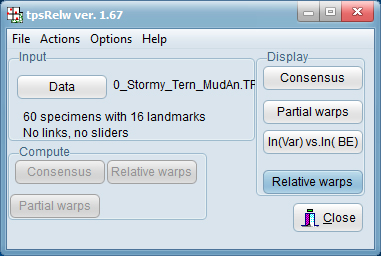 tpsRelw ver. 1.67
File Actions Options Help
Input
Data
0_Stormy_Tern_MudAn.TF
60 specimens with 16 landmarks
No links, no sliders
Compute
Consensus
Relative warps
Partial warps
Display
Consensus
Partial warps
ln(Var) vs.ln( BE)
Relative warps
Close